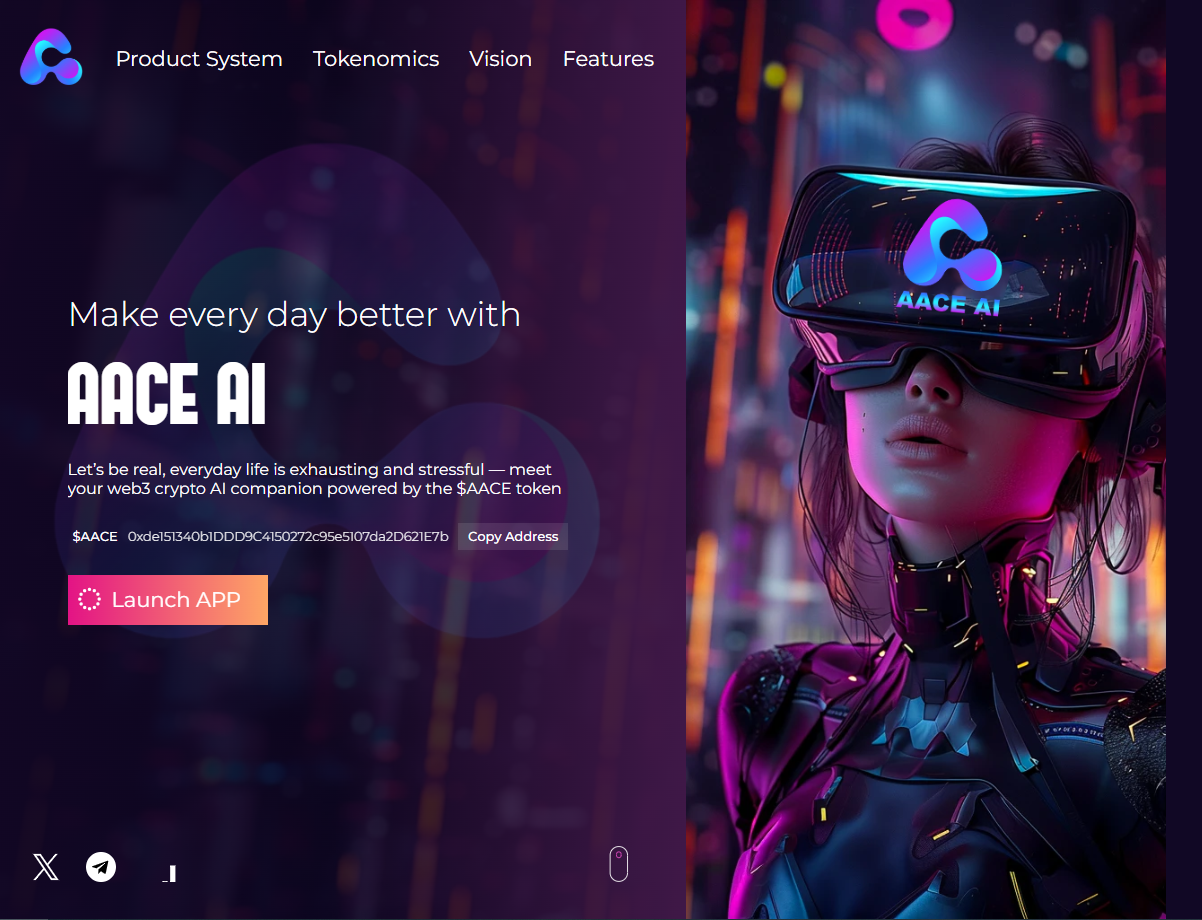 Product System Tokenomics Vision Features
AACE AI
Make every day better with
AACE AI
Let’s be real, everyday life is exhausting and stressful — meet
your web3 crypto AI companion powered by the $AACE token
$AACE 0xde151340b1DDD9C4150272c95e5107da2D621E7b Copy Address
Launch APP